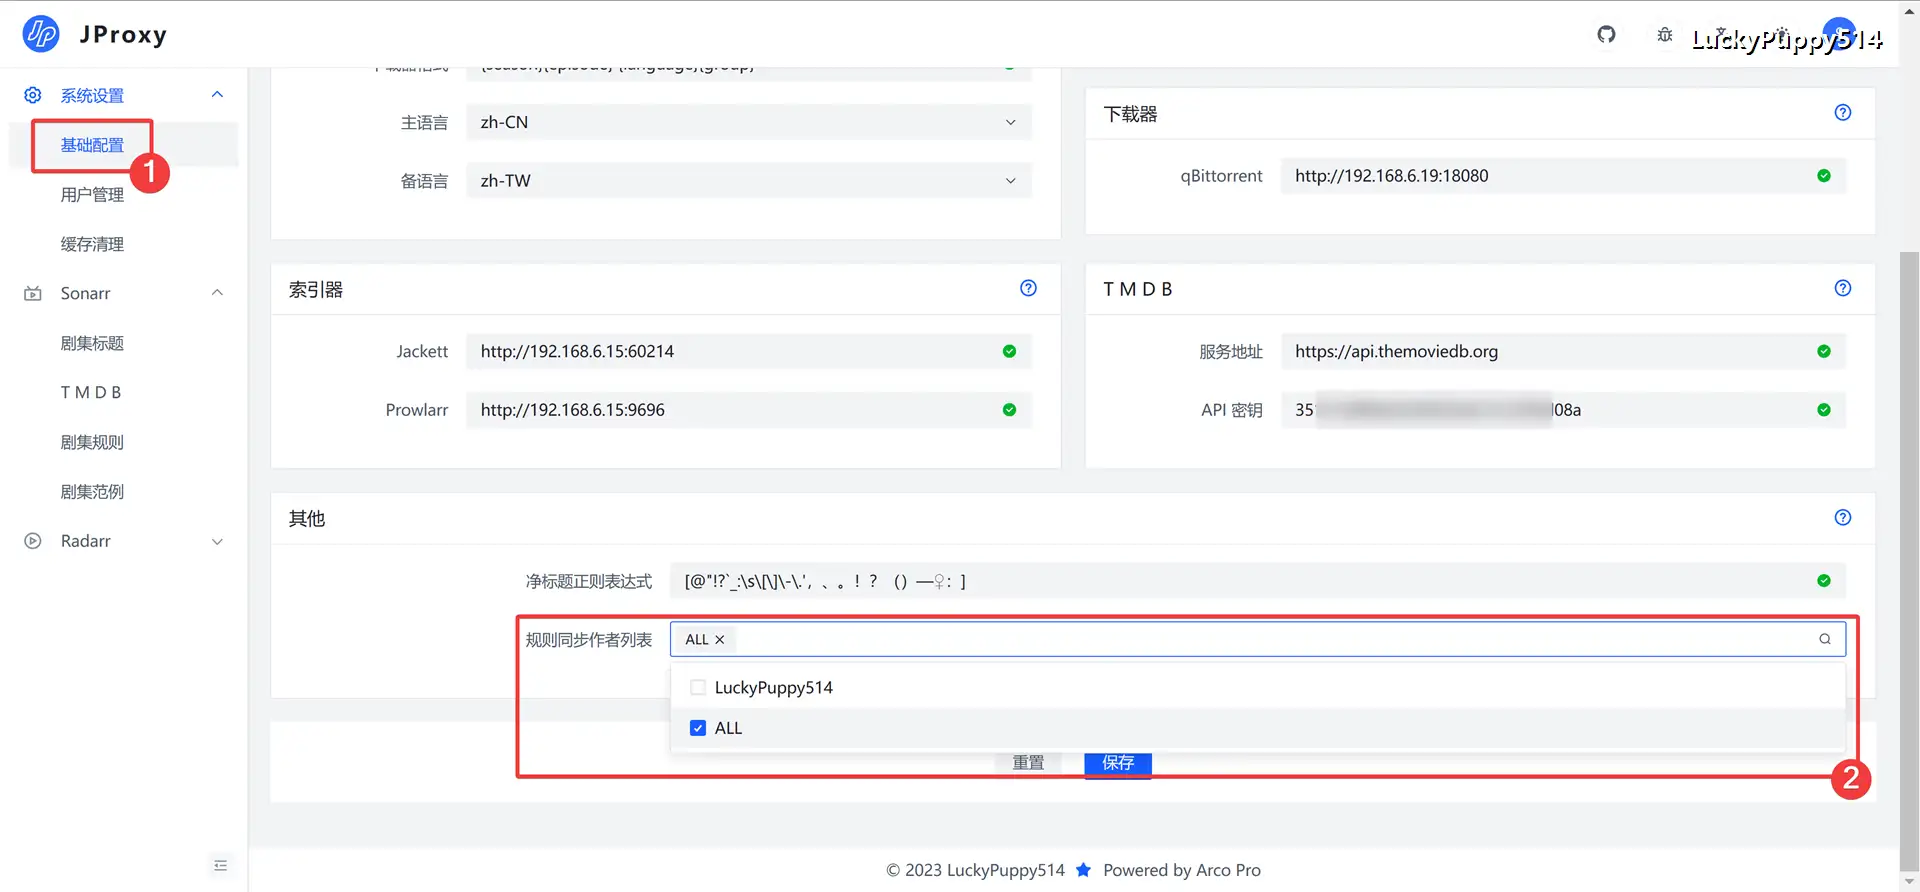 JProxy
LuckyPuppy514
系统设置
基础配置
1
用户管理
缓存清理
Sonarr
剧集标题
T M D B
剧集规则
剧集范例
Radarr
主语言
zh-CN
备语言
zh-TW
下载器
qBittorrent
http://192.168.6.19:18080
索引器
Jackett
http://192.168.6.15:60214
Prowlarr
http://192.168.6.15:9696
T M D B
服务地址
https://api.themoviedb.org
API 密钥
35
08a
其他
净标题正则表达式
[@"!?`_:\s\[\]\-\.'，、。！？ （）—♀：]
规则同步作者列表
ALL ×
LuckyPuppy514
ALL
重置
保存
2
© 2023 LuckyPuppy514 ★ Powered by Arco Pro